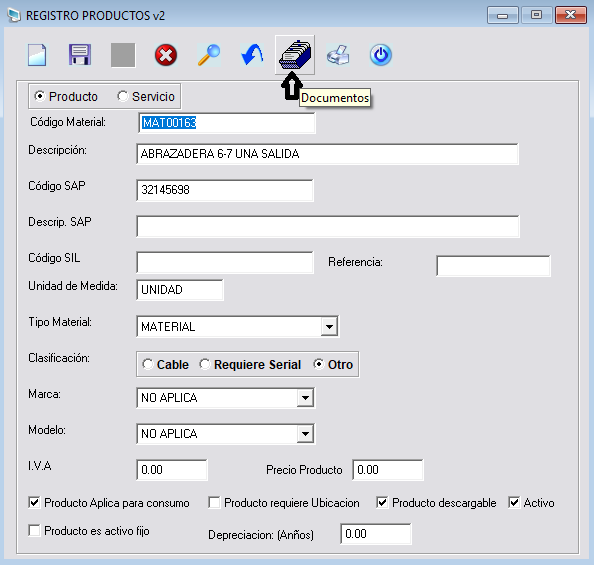 REGISTRO PRODUCTOS v2
Documentos
Producto Servicio
Código Material: MAT00163
Descripción: ABRAZADERA 6-7 UNA SALIDA
Código SAP 32145698
Descrip. SAP
Código SIL Referencia:
Unidad de Medida: UNIDAD
Tipo Material: MATERIAL
Clasificación: Cable Requiere Serial Otro
Marca: NO APLICA
Modelo: NO APLICA
I.V.A 0.00 Precio Producto 0.00
Producto Aplica para consumo Producto requiere Ubicacion Producto descargable Activo
Producto es activo fijo Depreciacion: (Anños) 0.00